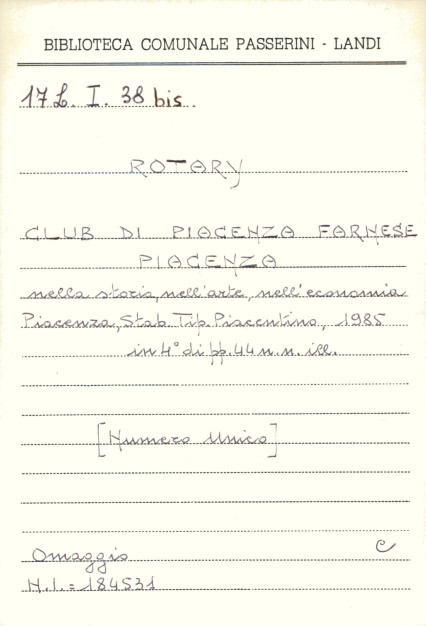 BIBLIOTECA COMUNALE PASSERINI - LANDI
17 L. I. 38 bis.
ROTARY
CLUB DI PIACENZA FARNESE
PIACENZA
nella storia, nell'arte, nell'economia
Piacenza, Stab. Tip. Piacentino, 1985
in 4° di pp. 44 n. n. ill.
[Numero Unico]
Omaggio C
N.I. = 184531